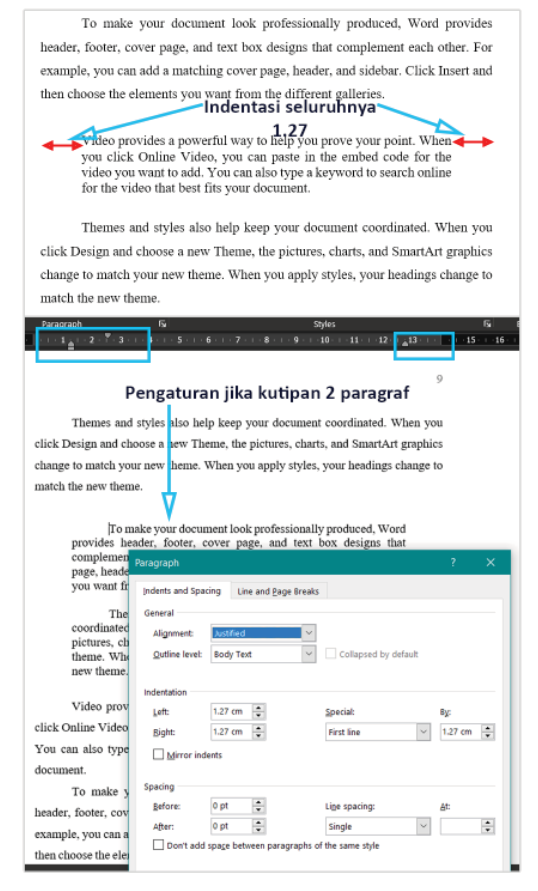 To make your document look professionally produced, Word provides
header, footer, cover page, and text box designs that complement each other. For
example, you can add a matching cover page, header, and sidebar. Click Insert and
then choose the elements you want from the different galleries.
Indentasi seluruhnya
1,27
Video provides a powerful way to help you prove your point. When
you click Online Video, you can paste in the embed code for the
video you want to add. You can also type a keyword to search online
for the video that best fits your document.
Themes and styles also help keep your document coordinated. When you
click Design and choose a new Theme, the pictures, charts, and SmartArt graphics
change to match your new theme. When you apply styles, your headings change to
match the new theme.
Paragraph Styles
1 2 3 4 5 6 7 8 9 10 11 12 13 15 16
9
Pengaturan jika kutipan 2 paragraf
Themes and styles also help keep your document coordinated. When you
click Design and choose a new Theme, the pictures, charts, and SmartArt graphics
change to match your new theme. When you apply styles, your headings change to
match the new theme.
To make your document look professionally produced, Word
provides header, footer, cover page, and text box designs that
complemen
page, heade
you want fr
The
coordinated
pictures, ch
theme. Whe
new theme.
Video prov
click Online Video
You can also type
document.
To make y
header, footer, cov
example, you can a
then choose the ele
Paragraph ? X
Indents and Spacing Line and Page Breaks
General
Alignment: Justified
Outline level: Body Text Collapsed by default
Indentation
Left: 1.27 cm Special: By:
Right: 1.27 cm First line 1.27 cm
Mirror indents
Spacing
Before: 0 pt Line spacing: At:
After: 0 pt Single
Don't add space between paragraphs of the same style